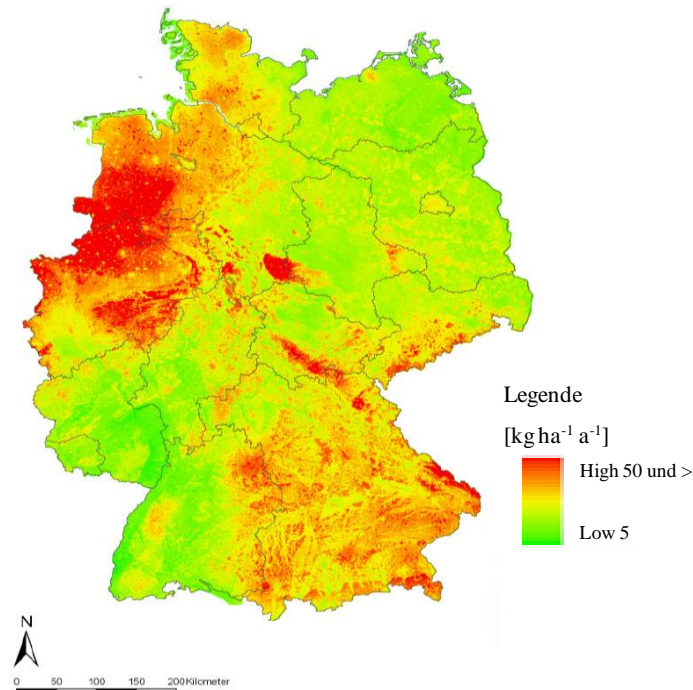 Legende
[kg ha⁻¹ a⁻¹]
High 50 und >
Low 5
N
0 50 100 150 200 Kilometer